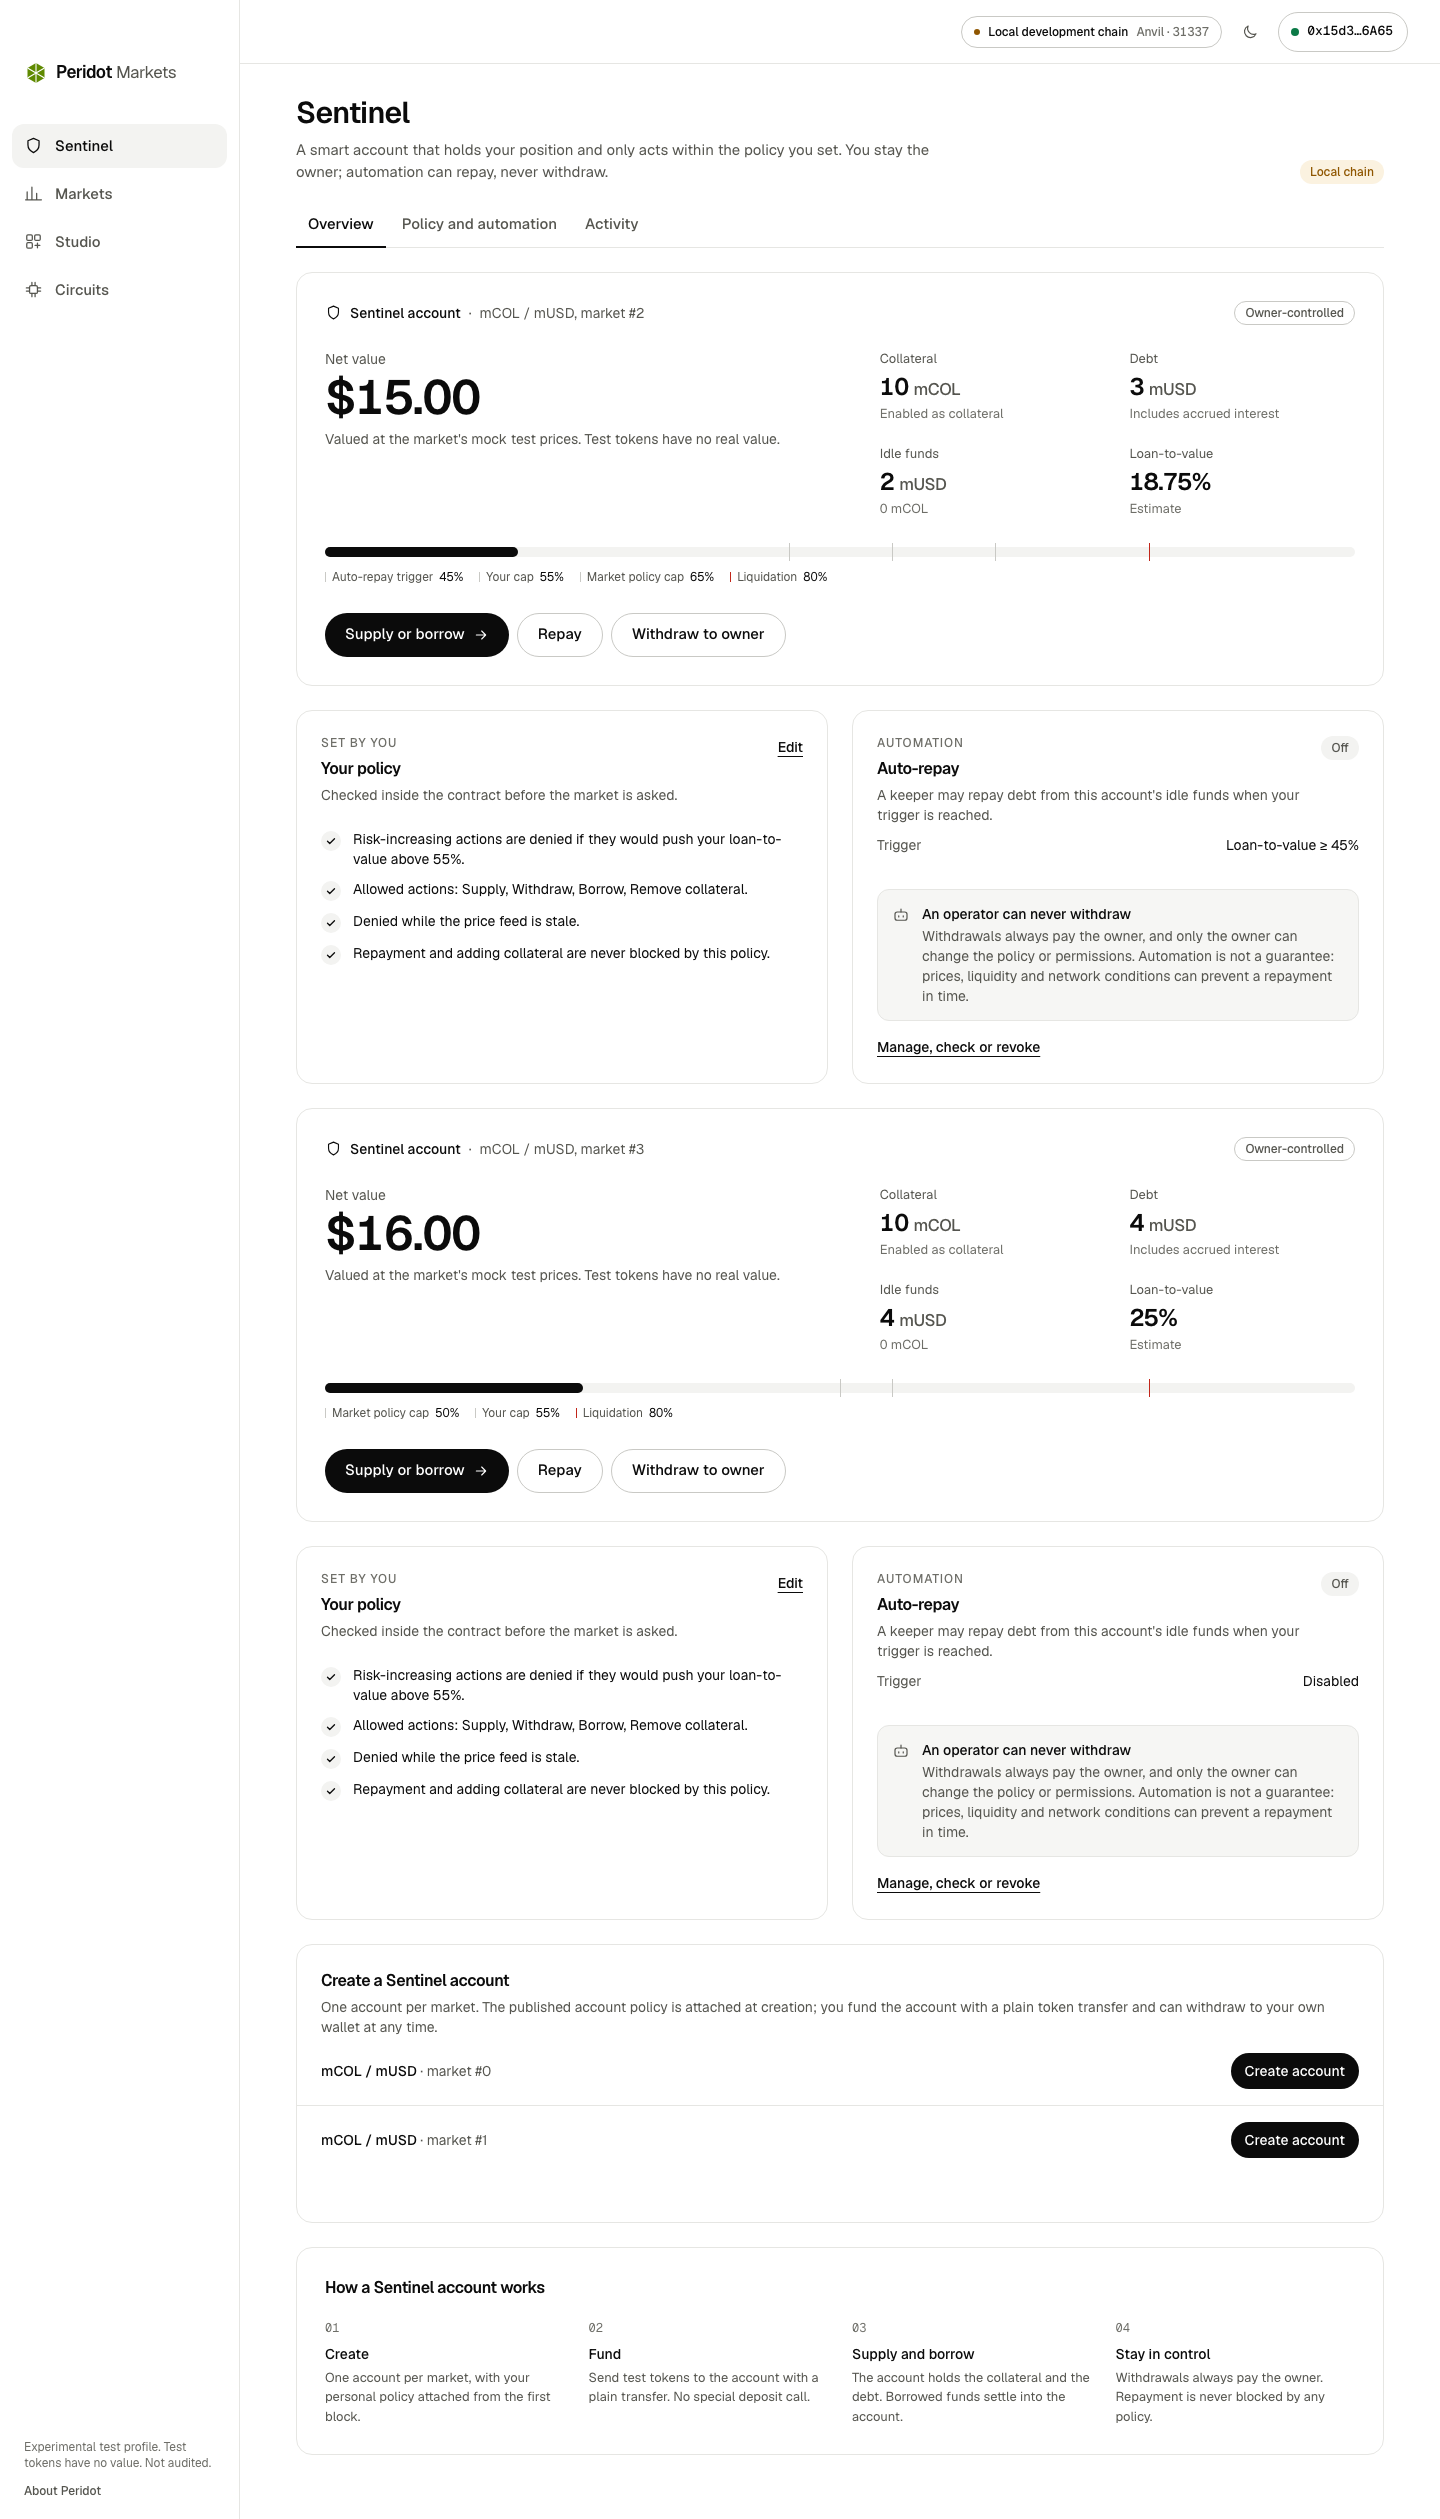 Local development chain Anvil · 31337
0x15d3…6A65
Peridot Markets
Sentinel
Markets
Studio
Circuits
Sentinel
A smart account that holds your position and only acts within the policy you set. You stay the
owner; automation can repay, never withdraw.
Local chain
Overview
Policy and automation
Activity
Sentinel account · mCOL / mUSD, market #2
Owner-controlled
Net value
$15.00
Valued at the market's mock test prices. Test tokens have no real value.
Collateral
10 mCOL
Enabled as collateral
Debt
3 mUSD
Includes accrued interest
Idle funds
2 mUSD
0 mCOL
Loan-to-value
18.75%
Estimate
Auto-repay trigger 45%
Your cap 55%
Market policy cap 65%
Liquidation 80%
Supply or borrow →
Repay
Withdraw to owner
SET BY YOU
Your policy
Edit
Checked inside the contract before the market is asked.
Risk-increasing actions are denied if they would push your loan-to-
value above 55%.
Allowed actions: Supply, Withdraw, Borrow, Remove collateral.
Denied while the price feed is stale.
Repayment and adding collateral are never blocked by this policy.
AUTOMATION
Auto-repay
Off
A keeper may repay debt from this account's idle funds when your
trigger is reached.
Trigger
Loan-to-value ≥ 45%
An operator can never withdraw
Withdrawals always pay the owner, and only the owner can
change the policy or permissions. Automation is not a guarantee:
prices, liquidity and network conditions can prevent a repayment
in time.
Manage, check or revoke
Sentinel account · mCOL / mUSD, market #3
Owner-controlled
Net value
$16.00
Valued at the market's mock test prices. Test tokens have no real value.
Collateral
10 mCOL
Enabled as collateral
Debt
4 mUSD
Includes accrued interest
Idle funds
4 mUSD
0 mCOL
Loan-to-value
25%
Estimate
Market policy cap 50%
Your cap 55%
Liquidation 80%
Supply or borrow →
Repay
Withdraw to owner
SET BY YOU
Your policy
Edit
Checked inside the contract before the market is asked.
Risk-increasing actions are denied if they would push your loan-to-
value above 55%.
Allowed actions: Supply, Withdraw, Borrow, Remove collateral.
Denied while the price feed is stale.
Repayment and adding collateral are never blocked by this policy.
AUTOMATION
Auto-repay
Off
A keeper may repay debt from this account's idle funds when your
trigger is reached.
Trigger
Disabled
An operator can never withdraw
Withdrawals always pay the owner, and only the owner can
change the policy or permissions. Automation is not a guarantee:
prices, liquidity and network conditions can prevent a repayment
in time.
Manage, check or revoke
Create a Sentinel account
One account per market. The published account policy is attached at creation; you fund the account with a plain token transfer and can withdraw to your own
wallet at any time.
mCOL / mUSD · market #0
Create account
mCOL / mUSD · market #1
Create account
How a Sentinel account works
01
Create
One account per market, with your
personal policy attached from the first
block.
02
Fund
Send test tokens to the account with a
plain transfer. No special deposit call.
03
Supply and borrow
The account holds the collateral and the
debt. Borrowed funds settle into the
account.
04
Stay in control
Withdrawals always pay the owner.
Repayment is never blocked by any
policy.
Experimental test profile. Test
tokens have no value. Not audited.
About Peridot